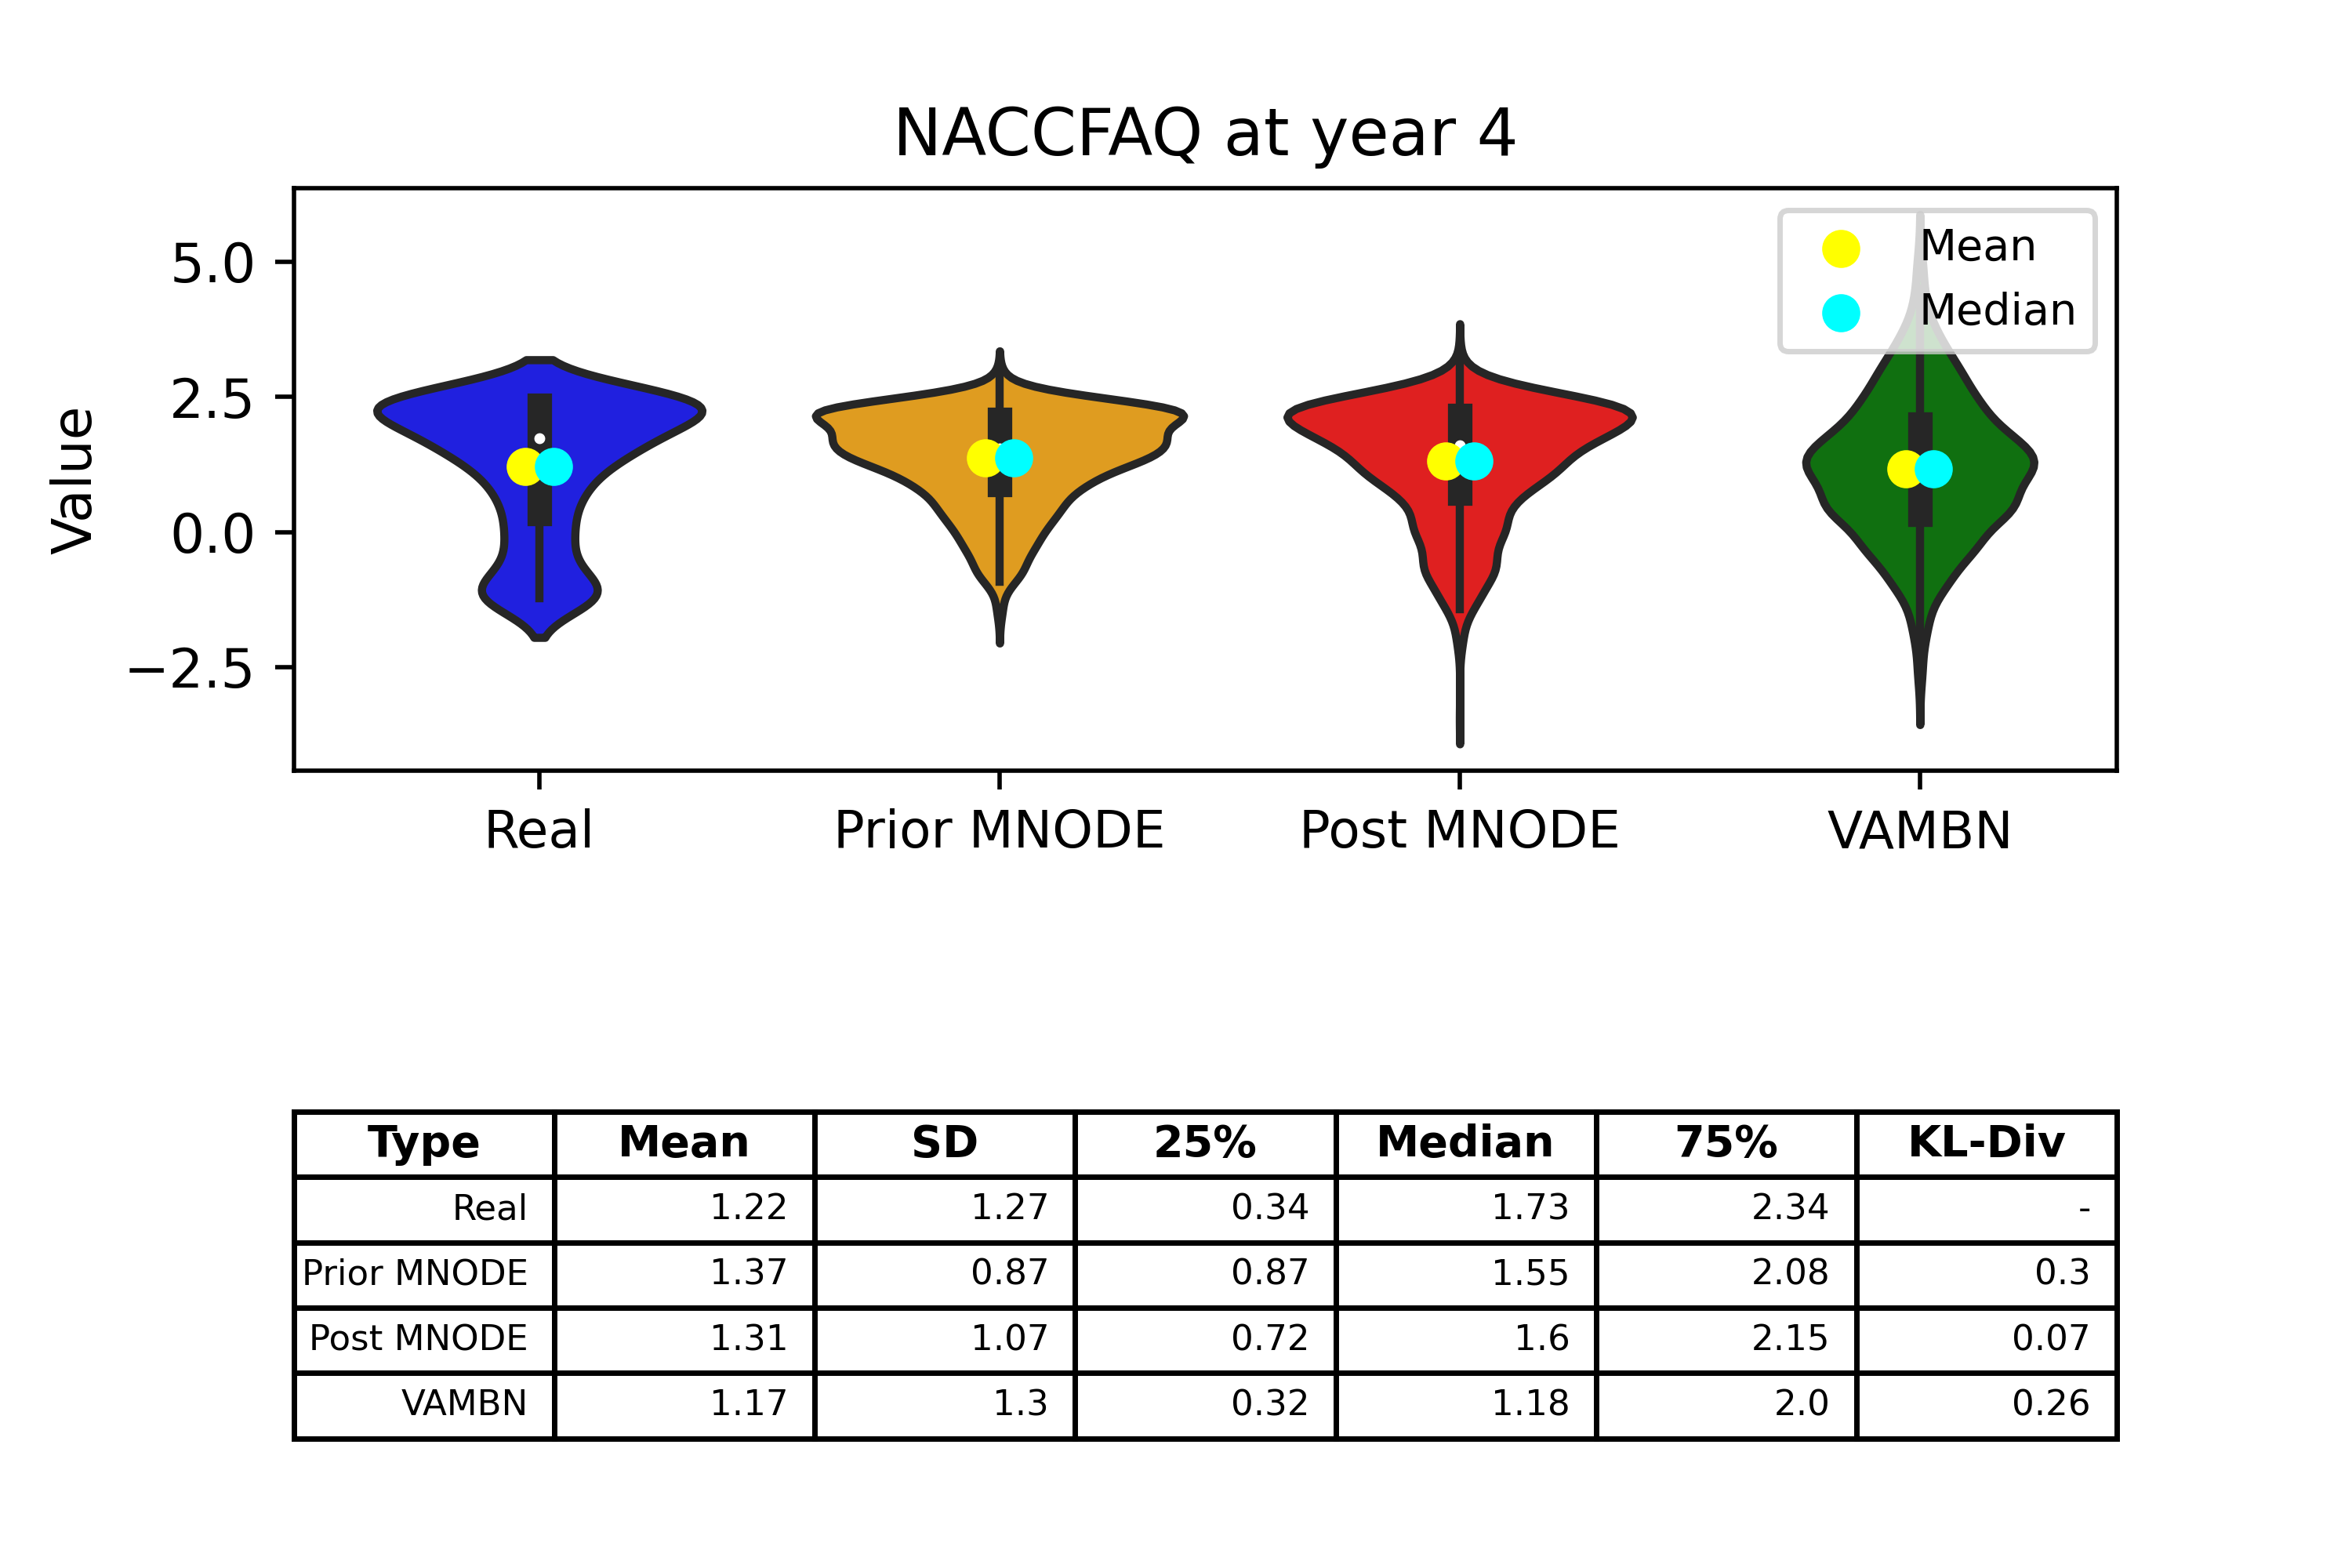 NACCFAQ at year 4
Value
5.0
2.5
0.0
−2.5
Mean
Median
Real Prior MNODE Post MNODE VAMBN
Type Mean SD 25% Median 75% KL-Div
Real 1.22 1.27 0.34 1.73 2.34 -
Prior MNODE 1.37 0.87 0.87 1.55 2.08 0.3
Post MNODE 1.31 1.07 0.72 1.6 2.15 0.07
VAMBN 1.17 1.3 0.32 1.18 2.0 0.26